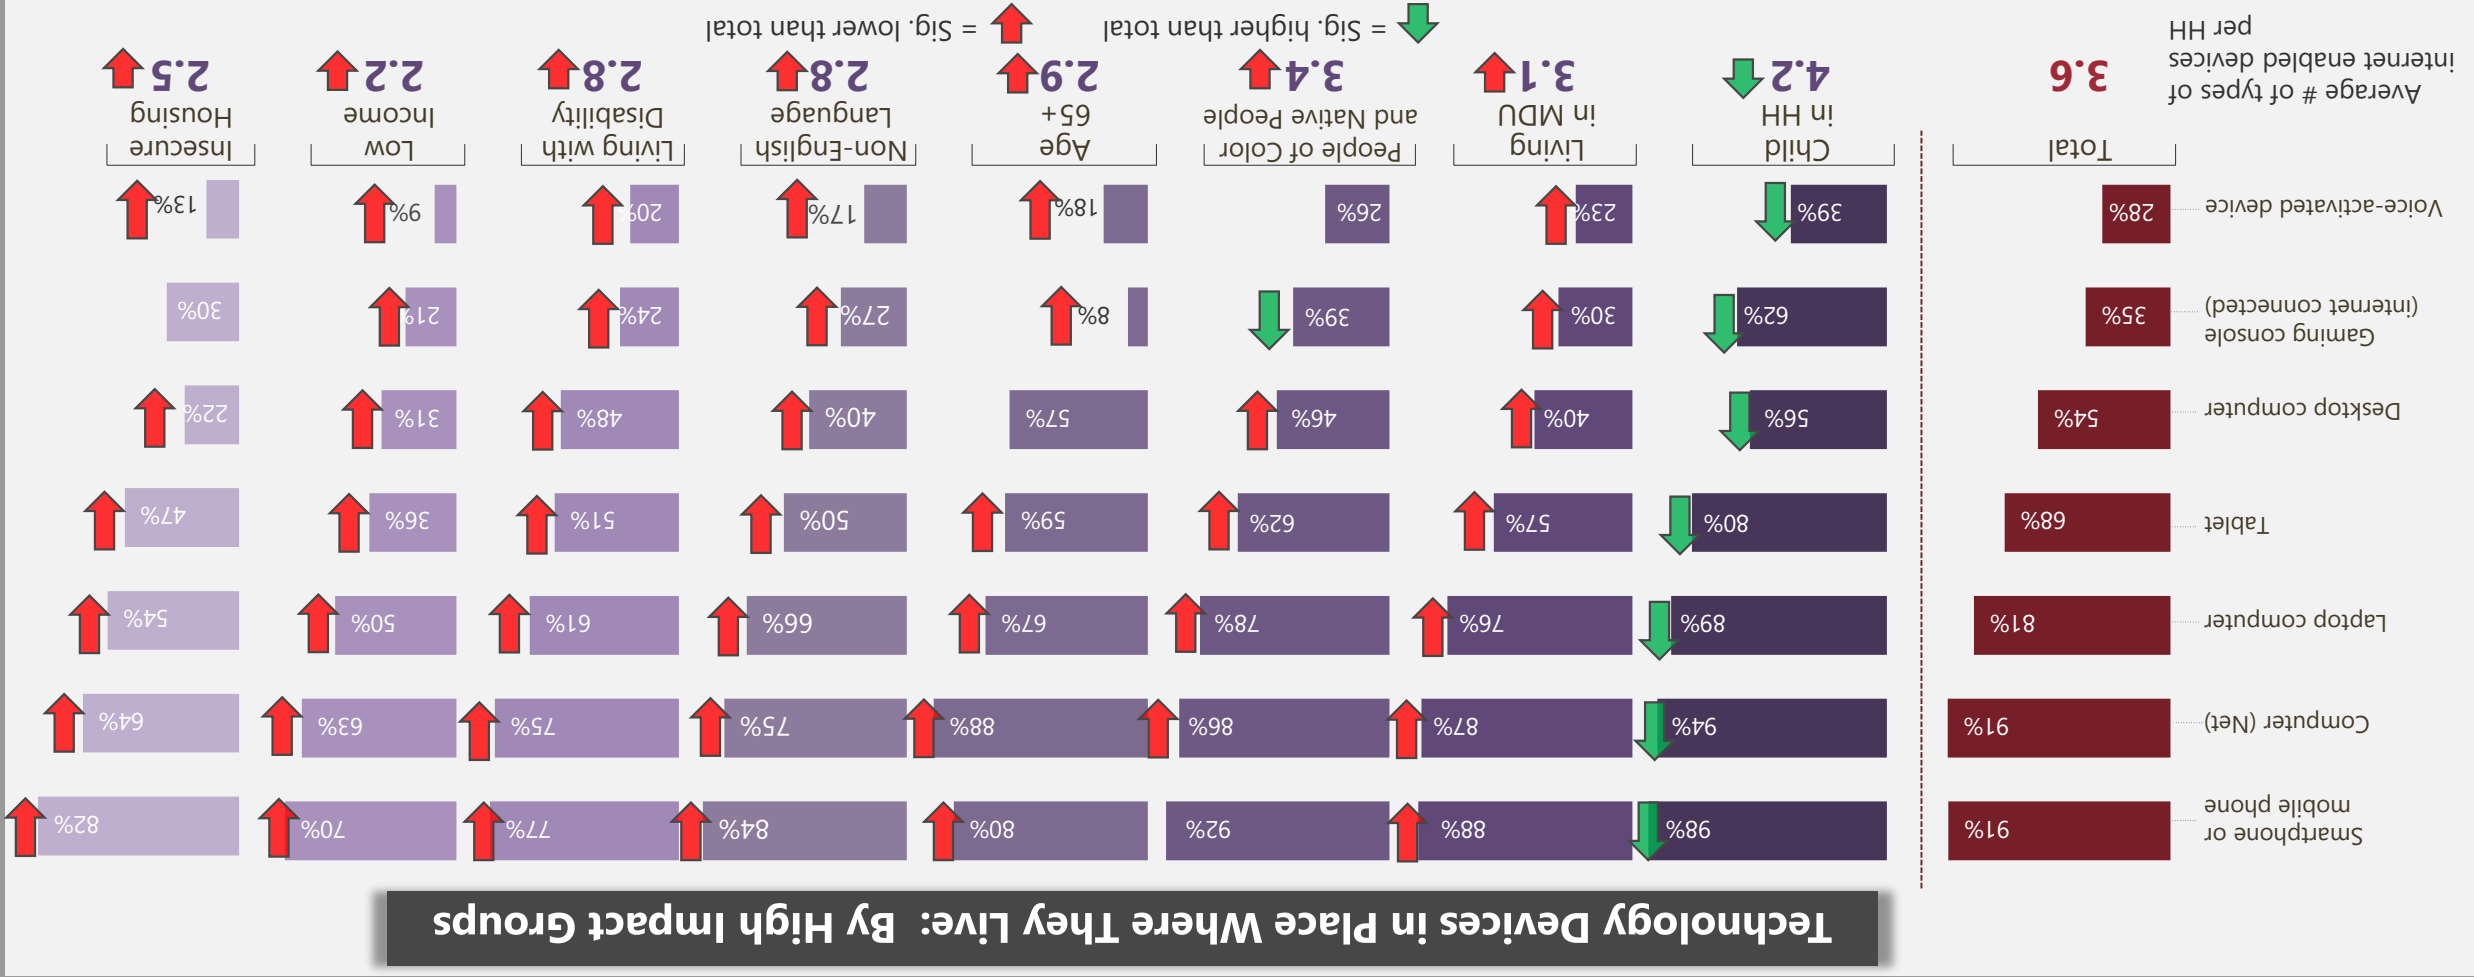 Technology Devices in Place Where They Live: By High Impact Groups
Smartphone or
mobile phone
91%
98%
88%
92%
80%
84%
77%
70%
82%
Computer (Net)
91%
94%
87%
86%
88%
75%
75%
63%
64%
Laptop computer
81%
89%
76%
78%
67%
66%
61%
50%
54%
Tablet
68%
80%
57%
62%
59%
50%
51%
36%
47%
Desktop computer
54%
56%
40%
46%
57%
40%
48%
31%
22%
Gaming console
(internet connected)
35%
62%
30%
39%
8%
27%
24%
21%
30%
Voice-activated device
28%
39%
23%
26%
18%
17%
20%
9%
13%
Total
Child
in HH
Living
in MDU
People of Color
and Native People
Age
65+
Non-English
Language
Living with
Disability
Low
Income
Insecure
Housing
Average # of types of
internet enabled devices
per HH
3.6
4.2
3.1
3.4
2.9
2.8
2.8
2.2
2.5
= Sig. higher than total
= Sig. lower than total